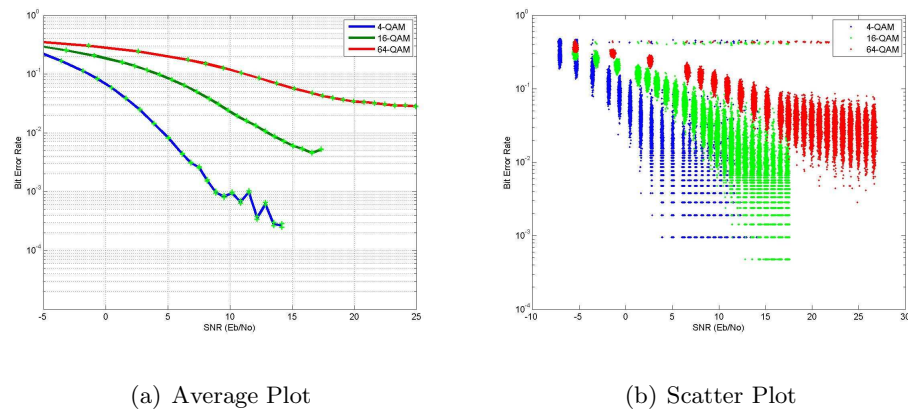 10^0
10^-1
10^-2
10^-3
10^-4
Bit Error Rate
-5 0 5 10 15 20 25
SNR (Eb/No)
4-QAM
16-QAM
64-QAM
(a) Average Plot
10^0
10^-1
10^-2
10^-3
10^-4
Bit Error Rate
-10 -5 0 5 10 15 20 25 30
SNR (Eb/No)
4-QAM
16-QAM
64-QAM
(b) Scatter Plot